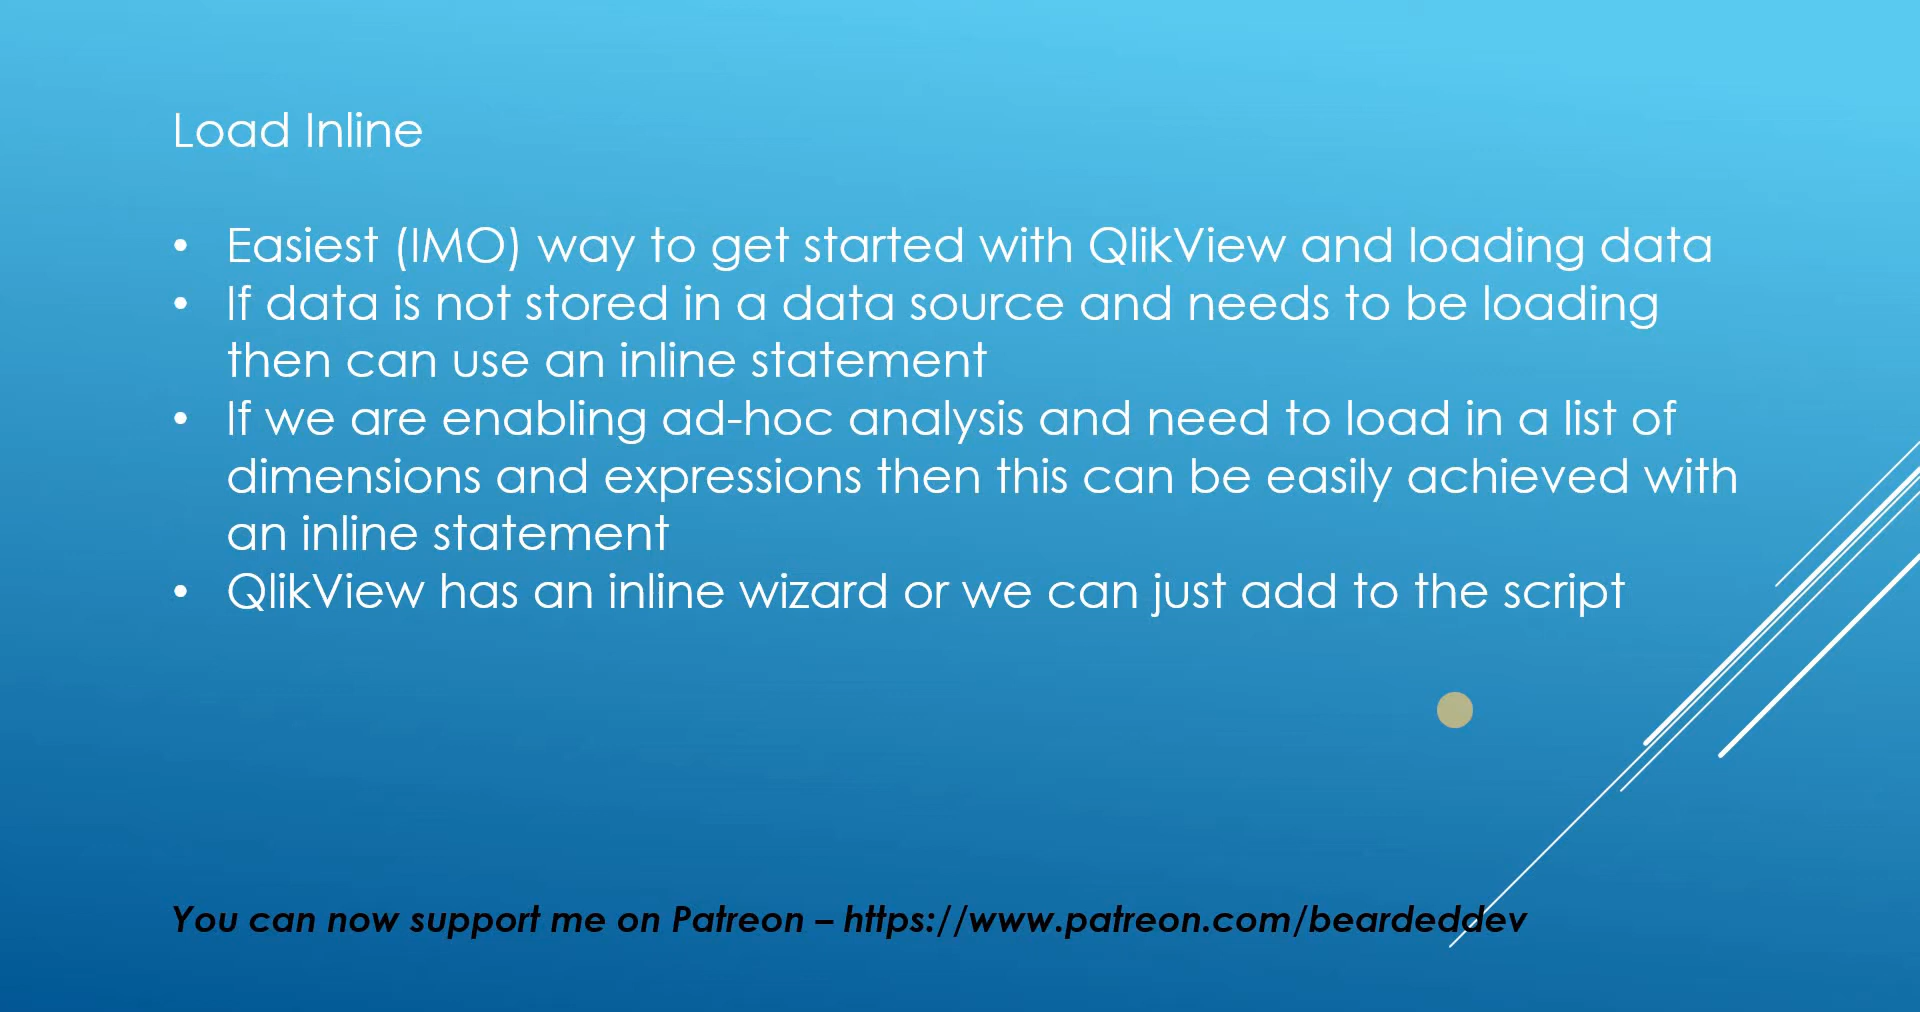 Load Inline
• Easiest (IMO) way to get started with QlikView and loading data
• If data is not stored in a data source and needs to be loading
then can use an inline statement
• If we are enabling ad-hoc analysis and need to load in a list of
dimensions and expressions then this can be easily achieved with
an inline statement
• QlikView has an inline wizard or we can just add to the script
You can now support me on Patreon – https://www.patreon.com/beardeddev